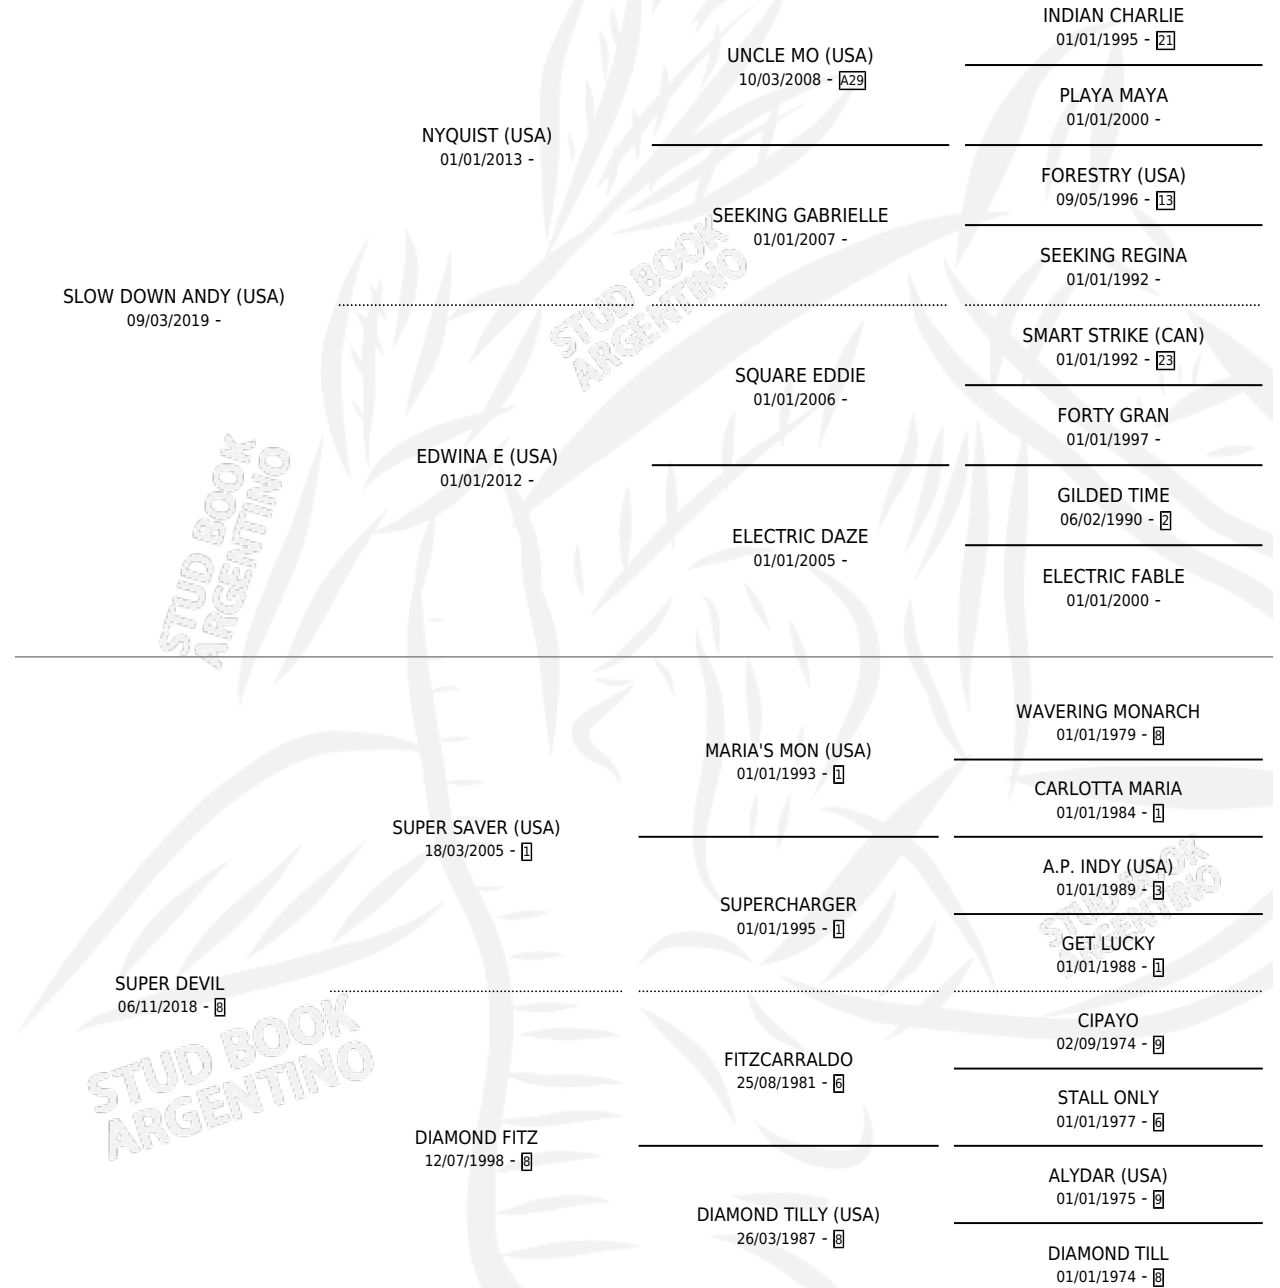 INDIAN CHARLIE
01/01/1995 - 21
UNCLE MO (USA)
10/03/2008 - A29
PLAYA MAYA
01/01/2000 -
NYQUIST (USA)
01/01/2013 -
FORESTRY (USA)
09/05/1996 - 13
SEEKING GABRIELLE
01/01/2007 -
SEEKING REGINA
01/01/1992 -
SLOW DOWN ANDY (USA)
09/03/2019 -
STUD BOOK
ARGENTINO
SMART STRIKE (CAN)
01/01/1992 - 23
SQUARE EDDIE
01/01/2006 -
FORTY GRAN
01/01/1997 -
EDWINA E (USA)
01/01/2012 -
GILDED TIME
06/02/1990 - 2
ELECTRIC DAZE
01/01/2005 -
ELECTRIC FABLE
01/01/2000 -
STUD BOOK
ARGENTINO
WAVERING MONARCH
01/01/1979 - 8
MARIA'S MON (USA)
01/01/1993 - 1
CARLOTTA MARIA
01/01/1984 - 1
SUPER SAVER (USA)
18/03/2005 - 1
A.P. INDY (USA)
01/01/1989 - 3
SUPERCHARGER
01/01/1995 - 1
STUD BOOK
ARGENTINO
GET LUCKY
01/01/1988 - 1
SUPER DEVIL
06/11/2018 - 8
CIPAYO
02/09/1974 - 9
FITZCARRALDO
25/08/1981 - 6
STALL ONLY
01/01/1977 - 6
STUD BOOK
ARGENTINO
DIAMOND FITZ
12/07/1998 - 8
ALYDAR (USA)
01/01/1975 - 9
DIAMOND TILLY (USA)
26/03/1987 - 8
DIAMOND TILL
01/01/1974 - 8